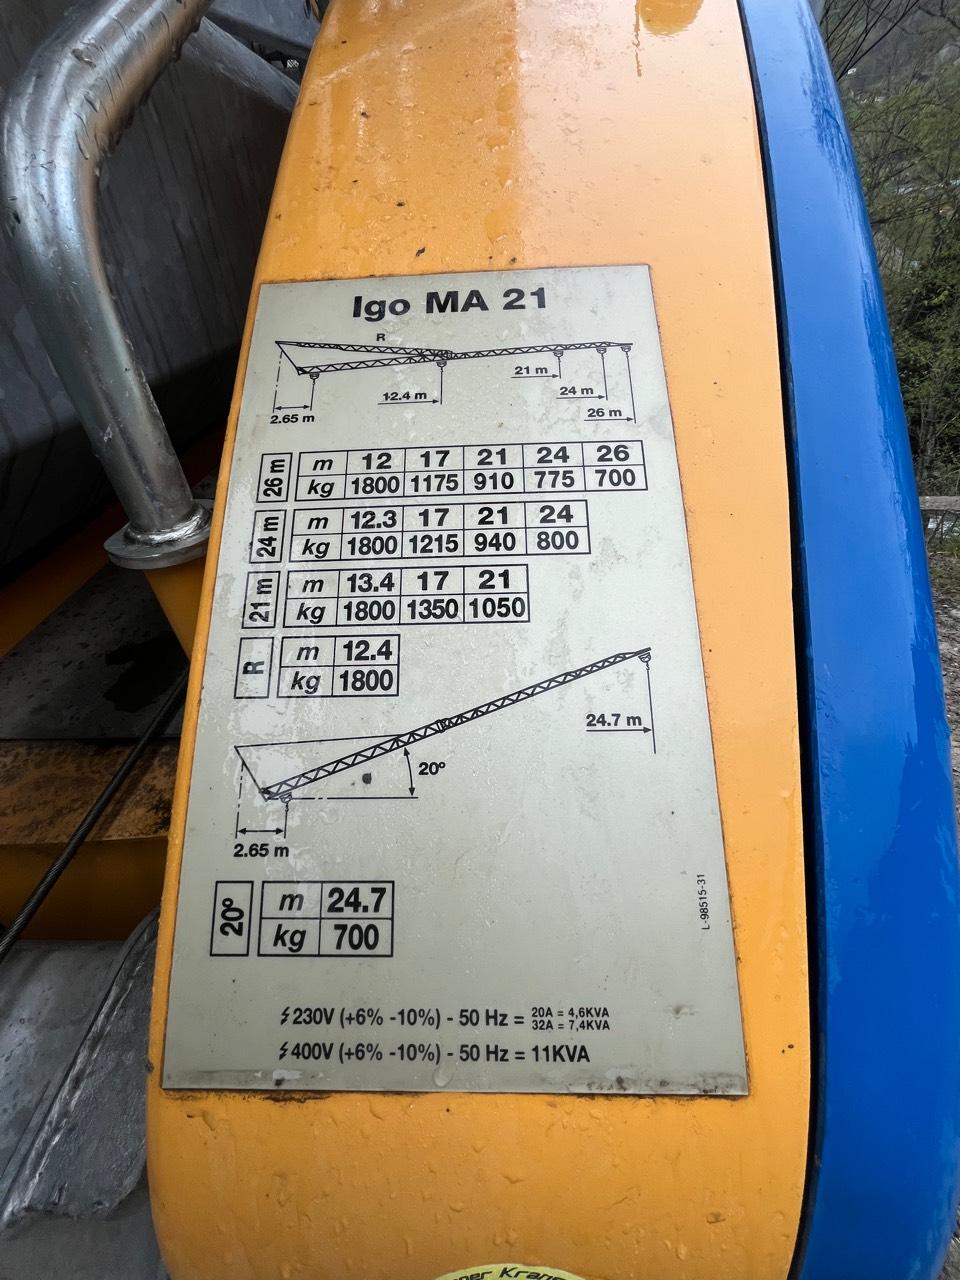 Igo MA 21
R
21 m
12.4 m
24 m
2.65 m
26 m
26 m
m 12 17 21 24 26
kg 1800 1175 910 775 700
24 m
m 12.3 17 21 24
kg 1800 1215 940 800
21 m
m 13.4 17 21
kg 1800 1350 1050
R
m 12.4
kg 1800
24.7 m
20º
2.65 m
20º
m 24.7
kg 700
L-98515-31
230V (+6% -10%) - 50 Hz = 20A = 4,6KVA
32A = 7,4KVA
400V (+6% -10%) - 50 Hz = 11KVA